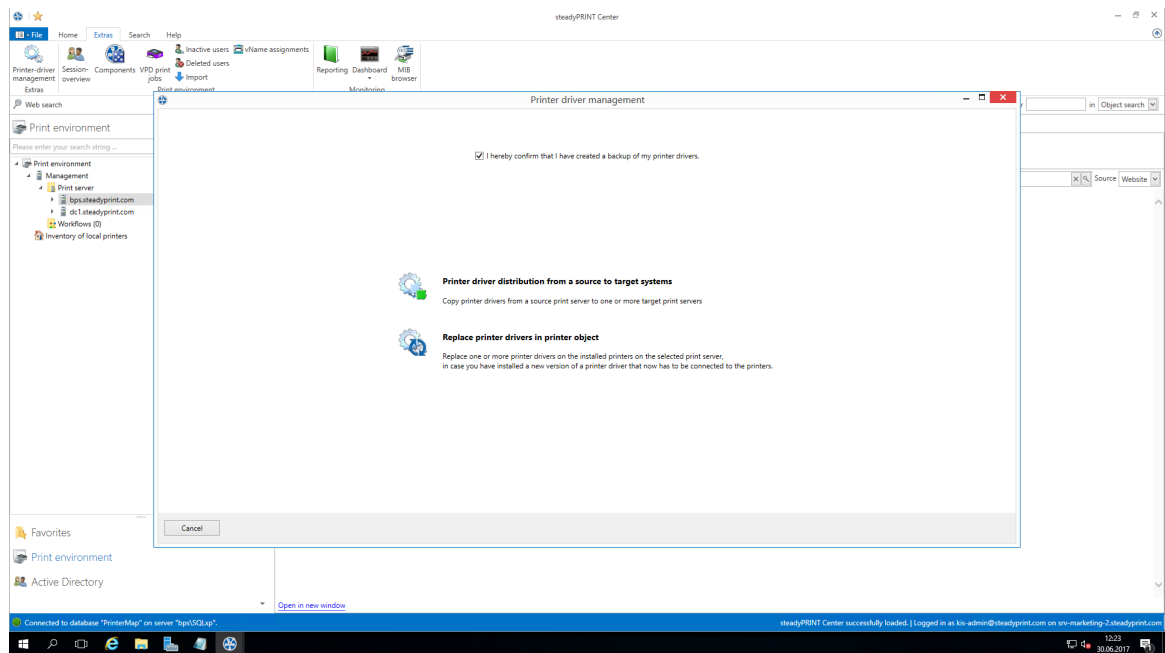 steadyPRINT Center
File Home Extras Search Help
Printer-driver management
Session-overview
Components
VPD print jobs
Inactive users
vName assignments
Deleted users
Import
Reporting
Dashboard
MIB browser
Extras
Print environment
Monitoring
Web search
in Object search
Print environment
Please enter your search string ...
Source Website
Print environment
Management
Print server
bps.steadyprint.com
dc1.steadyprint.com
Workflows (0)
Inventory of local printers
Printer driver management
I hereby confirm that I have created a backup of my printer drivers.
Printer driver distribution from a source to target systems
Copy printer drivers from a source print server to one or more target print servers
Replace printer drivers in printer object
Replace one or more printer drivers on the installed printers on the selected print server,
in case you have installed a new version of a printer driver that now has to be connected to the printers.
Cancel
Favorites
Print environment
Active Directory
Open in new window
Connected to database "PrinterMap" on server "bps\SQLxp".
steadyPRINT Center successfully loaded. | Logged in as kis-admin@steadyprint.com on srv-marketing-2.steadyprint.com
12:23
30.06.2017